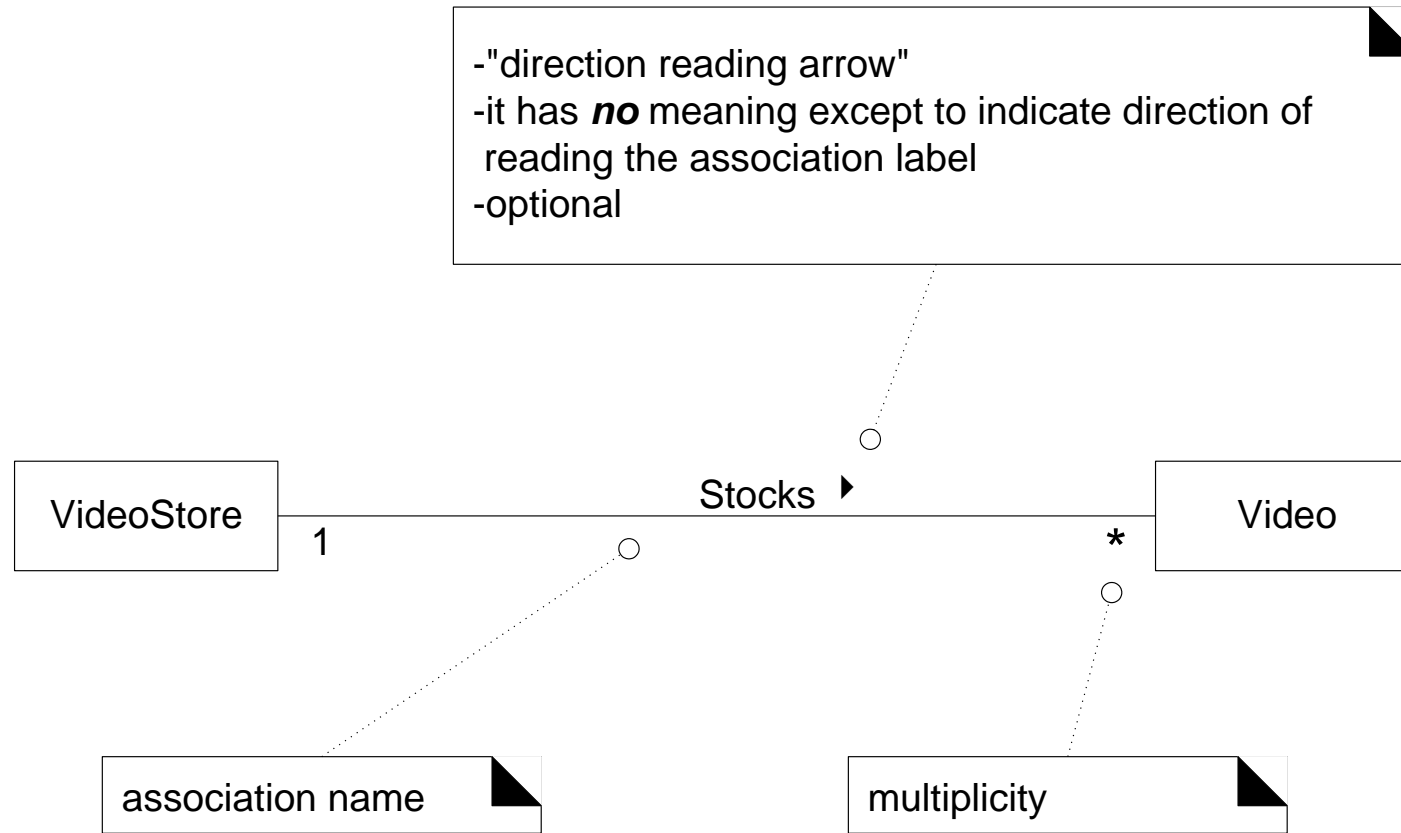 -"direction reading arrow"
-it has no meaning except to indicate direction of
reading the association label
-optional
Stocks
VideoStore
Video
1
*
association name
multiplicity